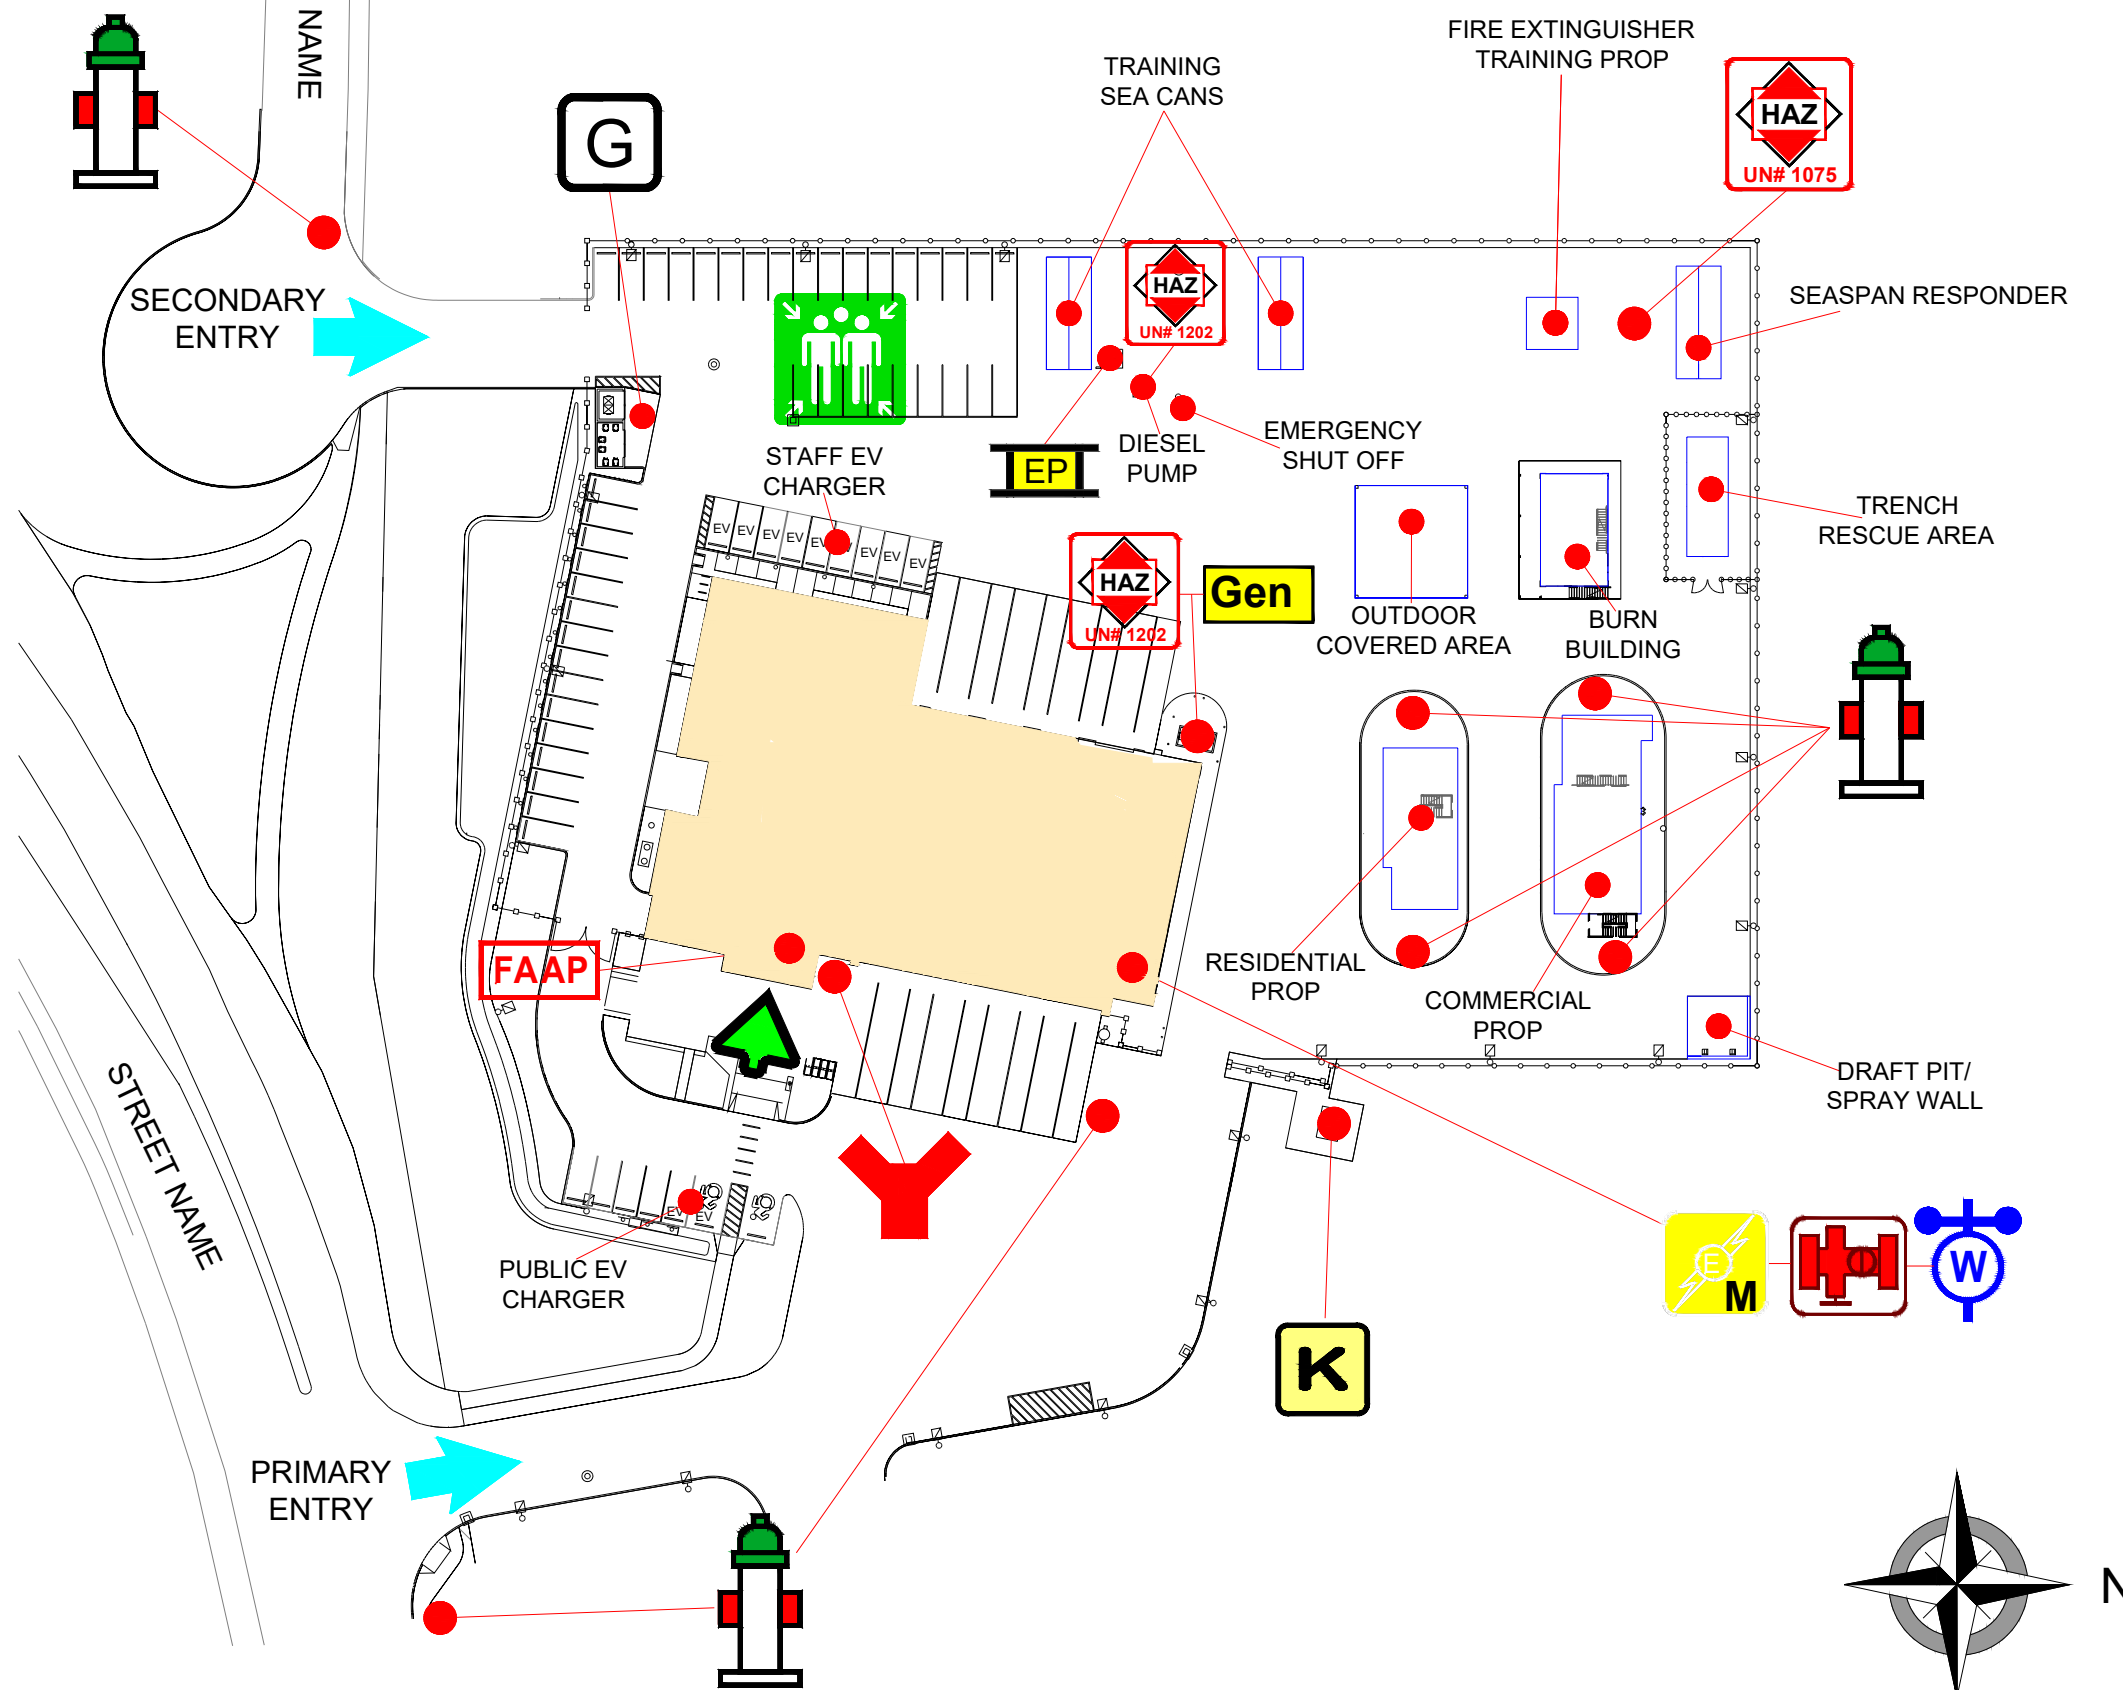 NAME
FIRE EXTINGUISHER
TRAINING PROP
TRAINING
SEA CANS
HAZ
UN# 1075
G
SECONDARY
ENTRY
HAZ
UN# 1202
SEASPAN RESPONDER
STAFF EV
CHARGER
EP
DIESEL
PUMP
EMERGENCY
SHUT OFF
TRENCH
RESCUE AREA
EV
EV
EV
EV
EV
EV
EV
EV
EV
HAZ
UN# 1202
Gen
OUTDOOR
COVERED AREA
BURN
BUILDING
FAAP
RESIDENTIAL
PROP
COMMERCIAL
PROP
DRAFT PIT/
SPRAY WALL
STREET NAME
EV
EV
PUBLIC EV
CHARGER
E
M
W
K
PRIMARY
ENTRY
N